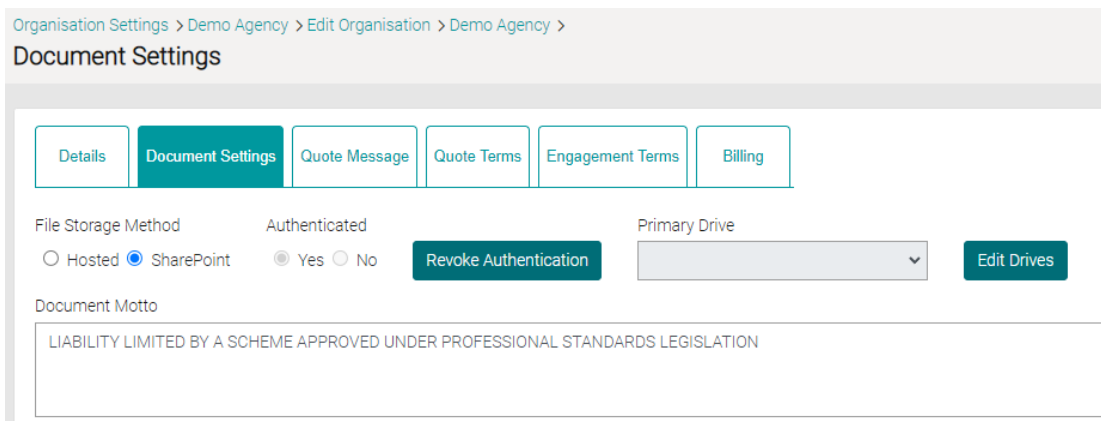 Organisation Settings > Demo Agency > Edit Organisation > Demo Agency >
Document Settings
Details Document Settings Quote Message Quote Terms Engagement Terms Billing
File Storage Method Authenticated Primary Drive
Hosted SharePoint Yes No Revoke Authentication Edit Drives
Document Motto
LIABILITY LIMITED BY A SCHEME APPROVED UNDER PROFESSIONAL STANDARDS LEGISLATION